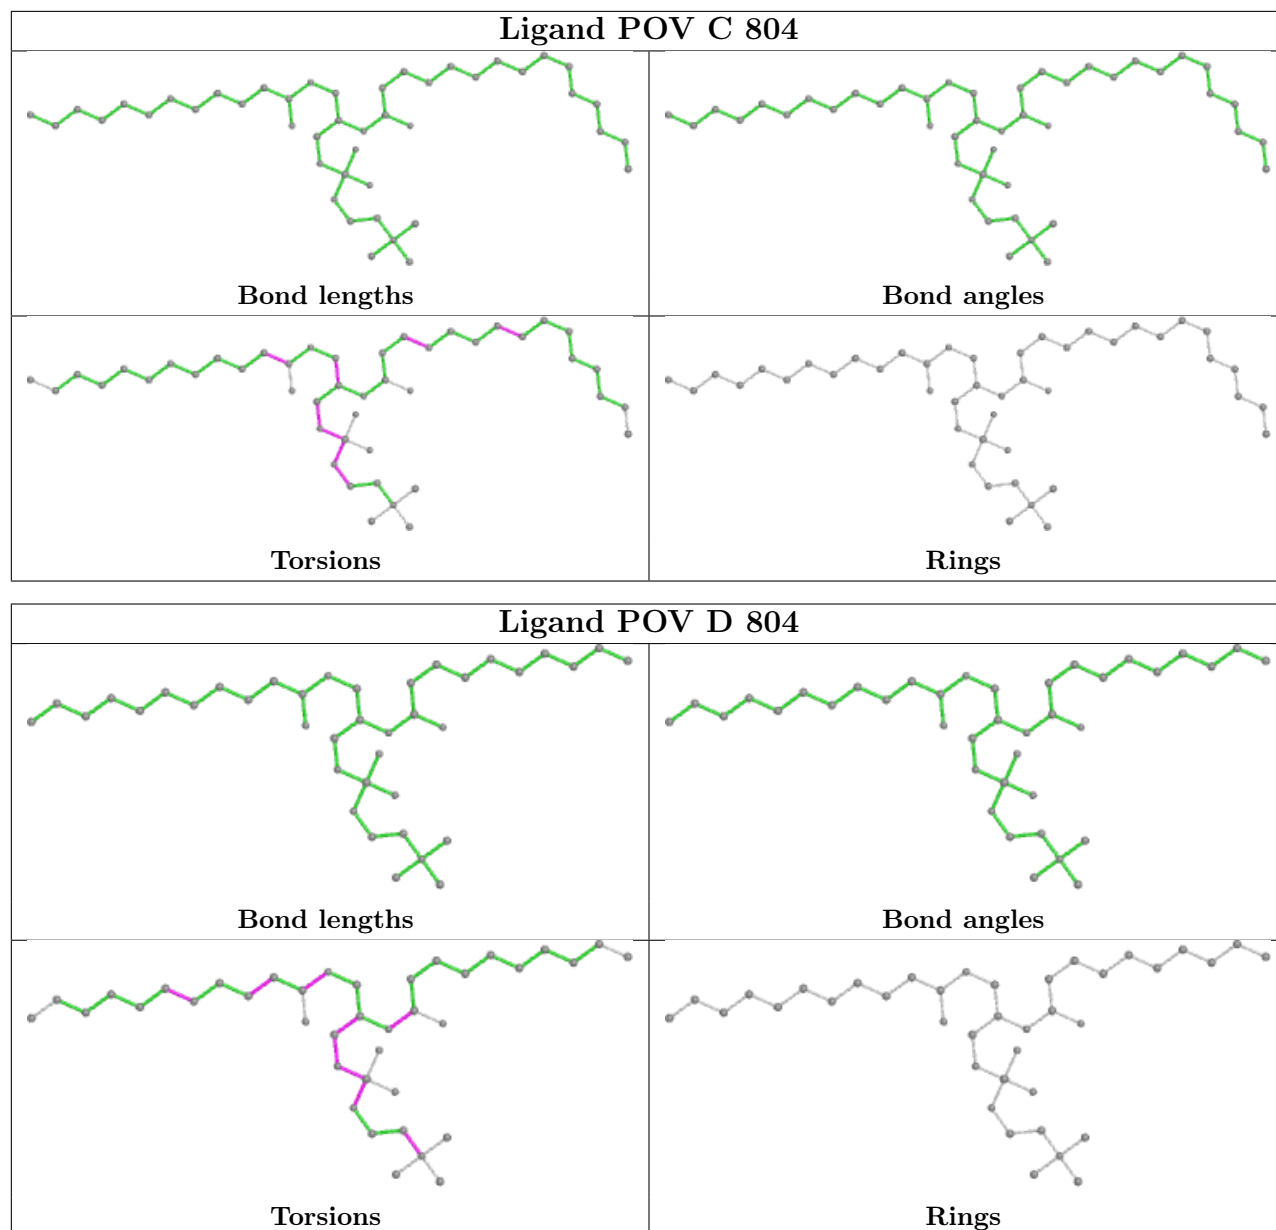 Ligand POV C 804
Bond lengths
Bond angles
Torsions
Rings
Ligand POV D 804
Bond lengths
Bond angles
Torsions
Rings